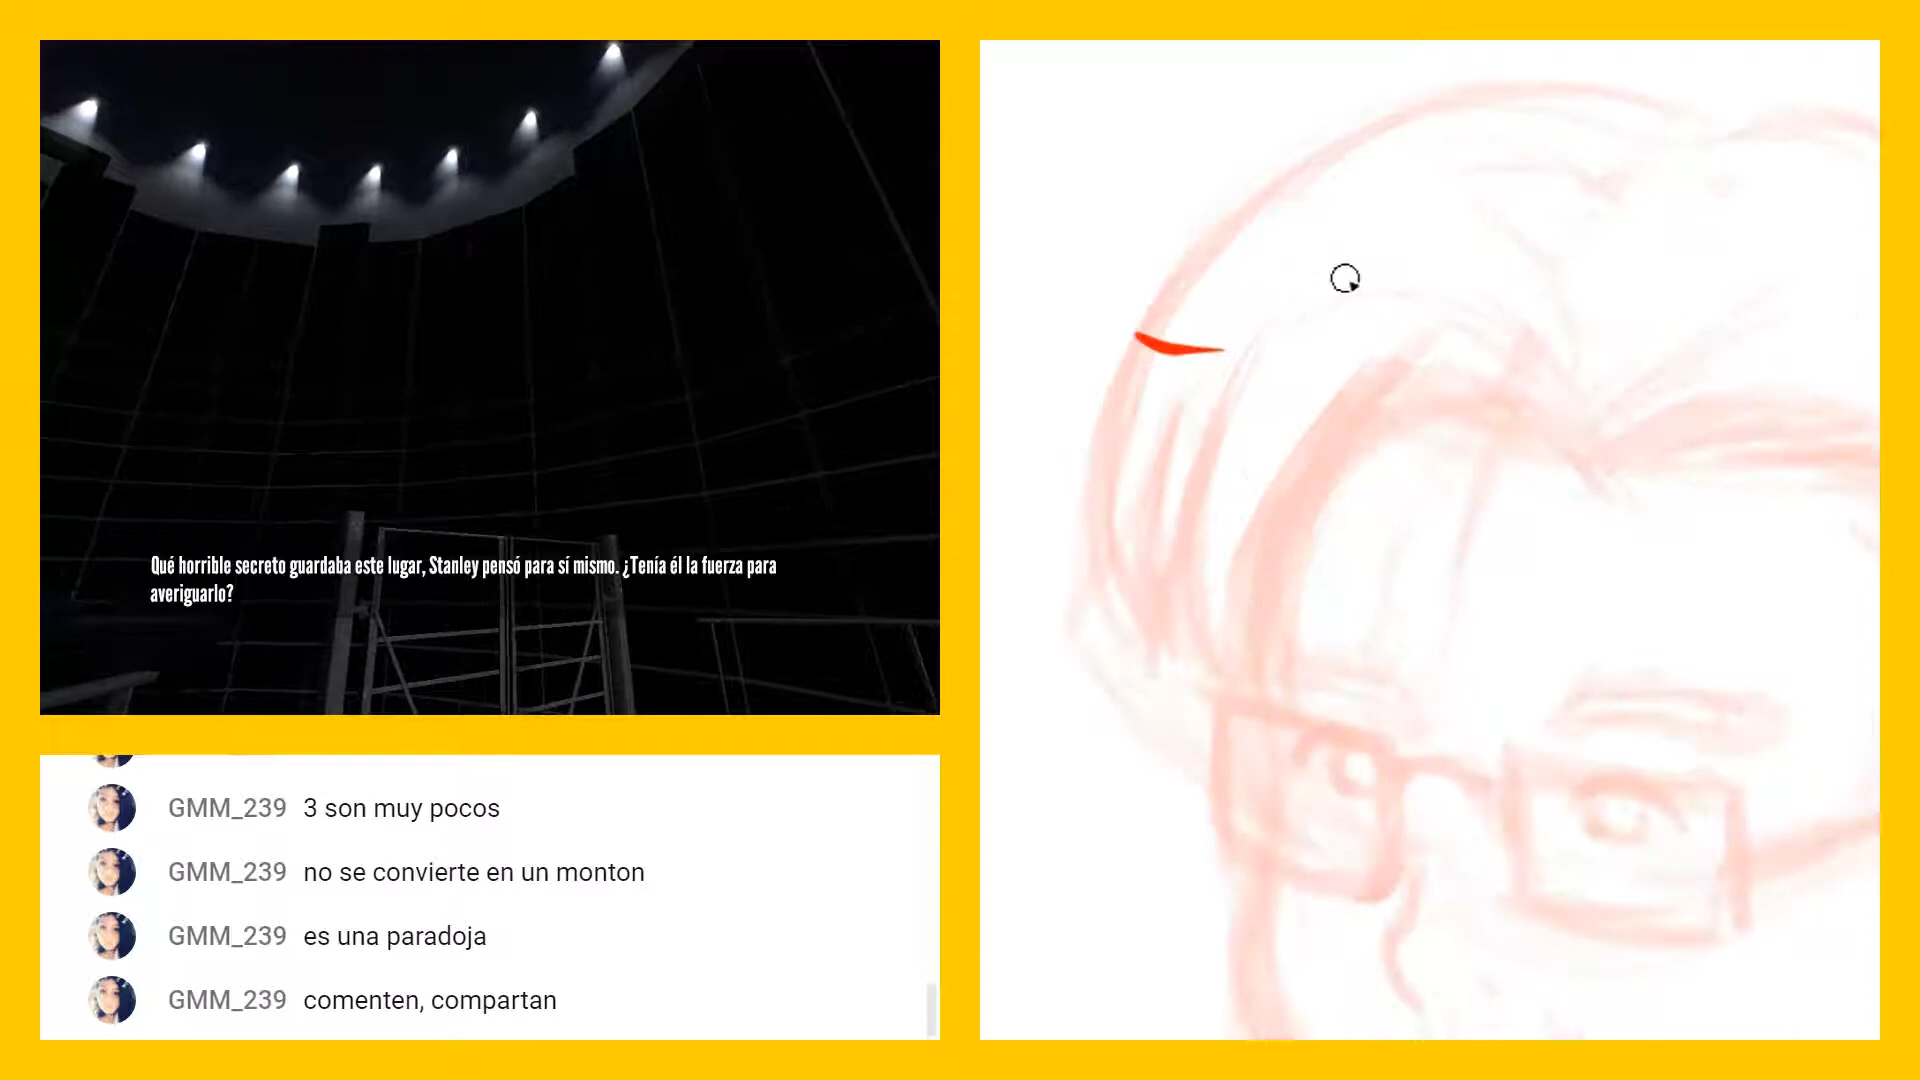 Qué horrible secreto guardaba este lugar, Stanley pensó para sí mismo. ¿Tenía él la fuerza para
averiguarlo?
GMM_239 3 son muy pocos
GMM_239 no se convierte en un monton
GMM_239 es una paradoja
GMM_239 comenten, compartan